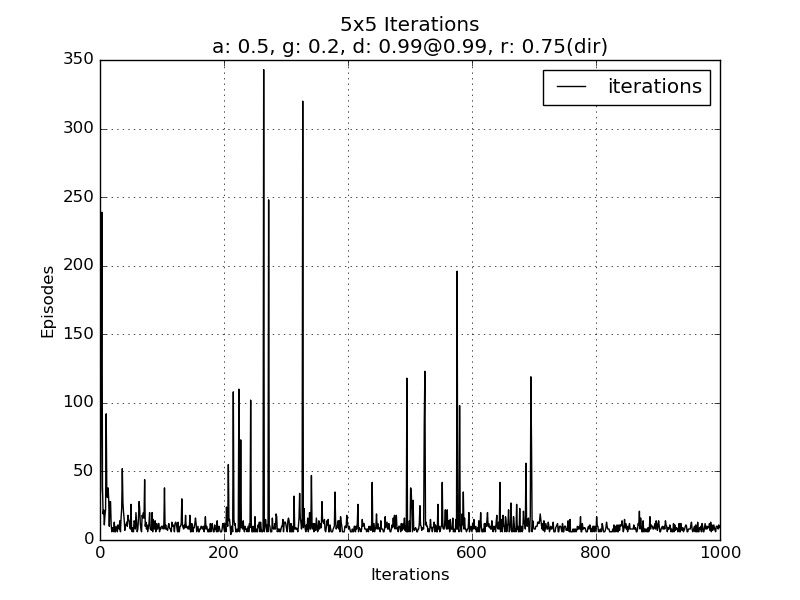 5x5 Iterations
a: 0.5, g: 0.2, d: 0.99@0.99, r: 0.75(dir)
iterations
350
300
250
200
150
100
50
0
Episodes
0 200 400 600 800 1000
Iterations